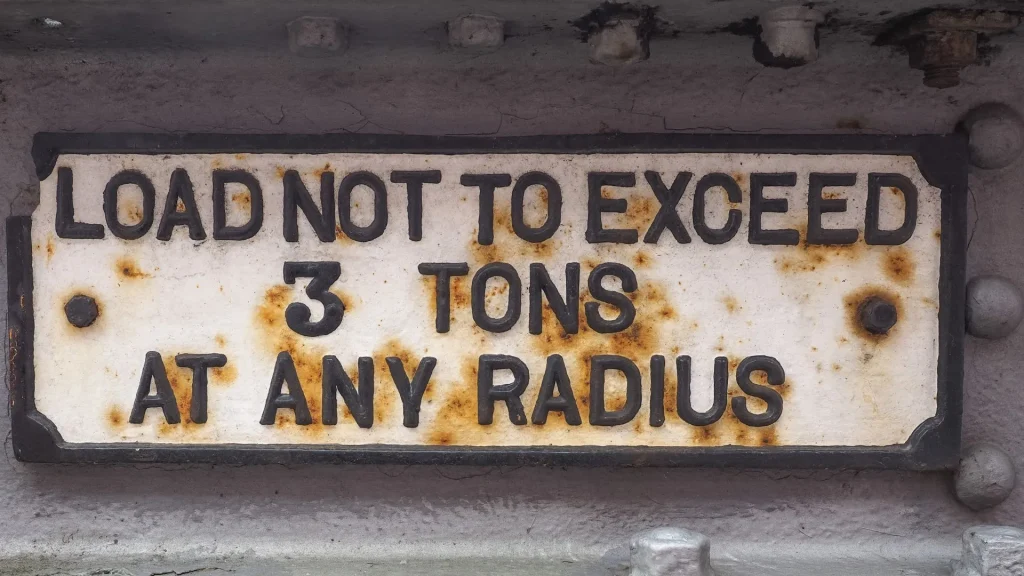 LOAD NOT TO EXCEED
3 TONS
AT ANY RADIUS